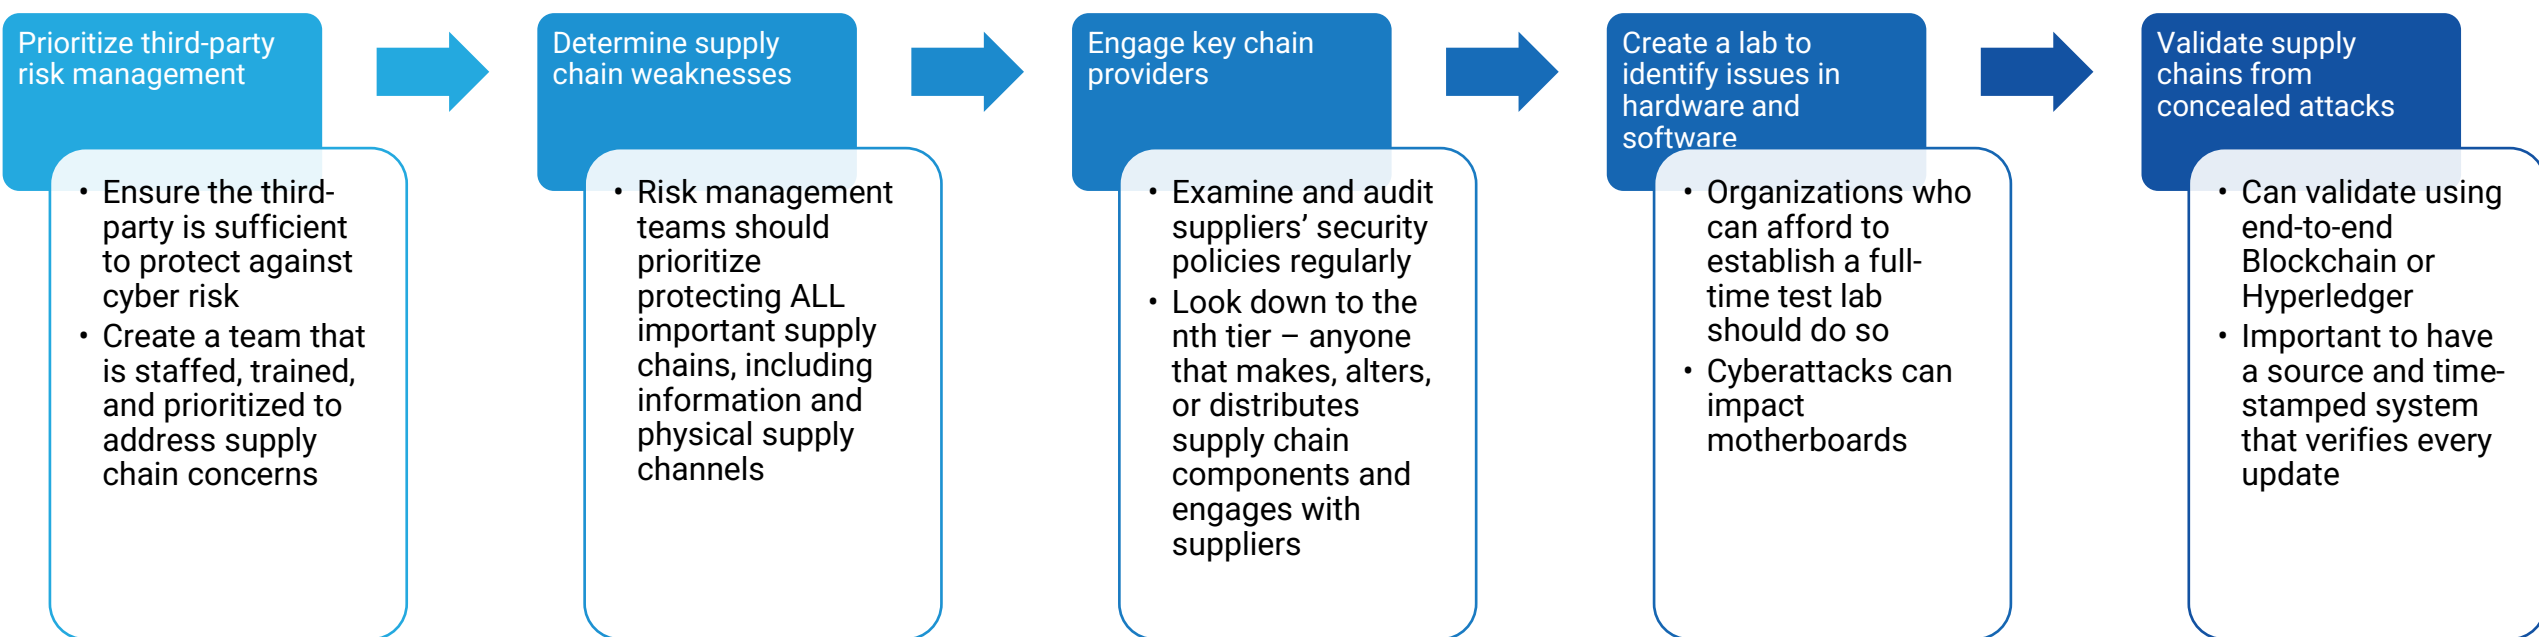 Prioritize third-party
risk management
• Ensure the third-
party is sufficient
to protect against
cyber risk
• Create a team that
is staffed, trained,
and prioritized to
address supply
chain concerns
Determine supply
chain weaknesses
• Risk management
teams should
prioritize
protecting ALL
important supply
chains, including
information and
physical supply
channels
Engage key chain
providers
• Examine and audit
suppliers’ security
policies regularly
• Look down to the
nth tier – anyone
that makes, alters,
or distributes
supply chain
components and
engages with
suppliers
Create a lab to
identify issues in
hardware and
software
• Organizations who
can afford to
establish a full-
time test lab
should do so
• Cyberattacks can
impact
motherboards
Validate supply
chains from
concealed attacks
• Can validate using
end-to-end
Blockchain or
Hyperledger
• Important to have
a source and time-
stamped system
that verifies every
update